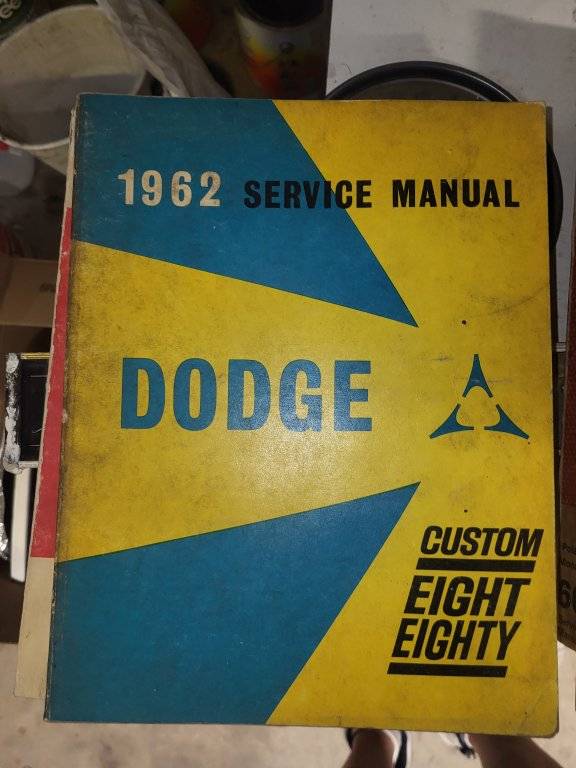 1962 SERVICE MANUAL
DODGE
CUSTOM
EIGHT
EIGHTY